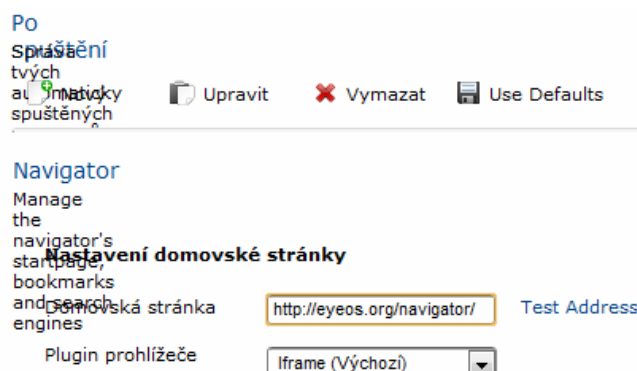 Po
spuštění
Správa
tvých
automaticky
spuštěných
Nový
Upravit
Vymazat
Use Defaults
Navigator
Manage
the
navigator's
startpage,
bookmarks
and search
engines
Nastavení domovské stránky
Domovská stránka
http://eyeos.org/navigator/
Test Address
Plugin prohlížeče
Iframe (Výchozí)